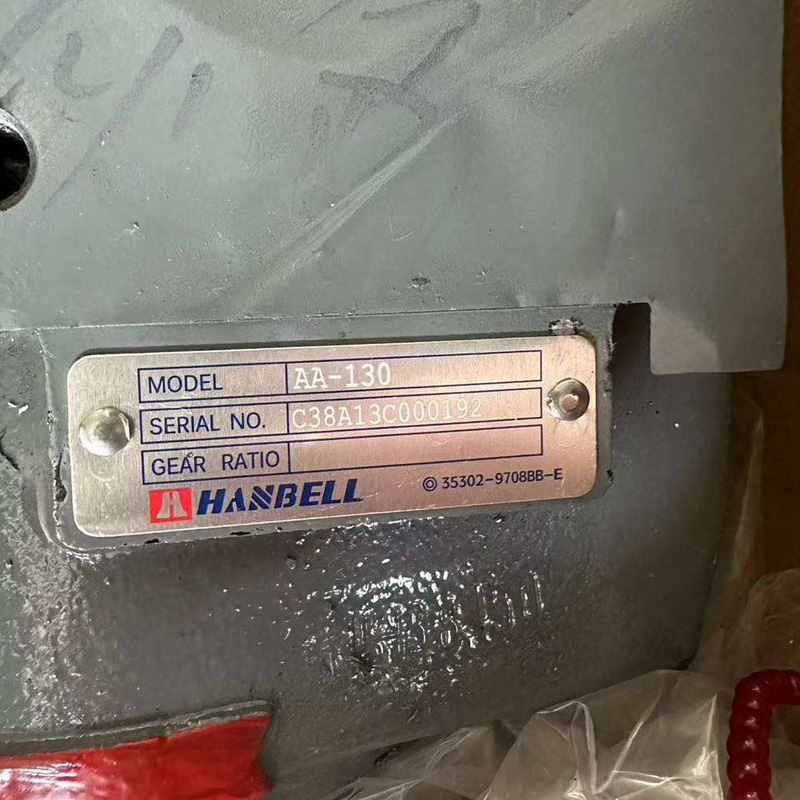 MODEL AA-130
SERIAL NO. C38A13C000192
GEAR RATIO
HANBELL © 35302-9708BB-E